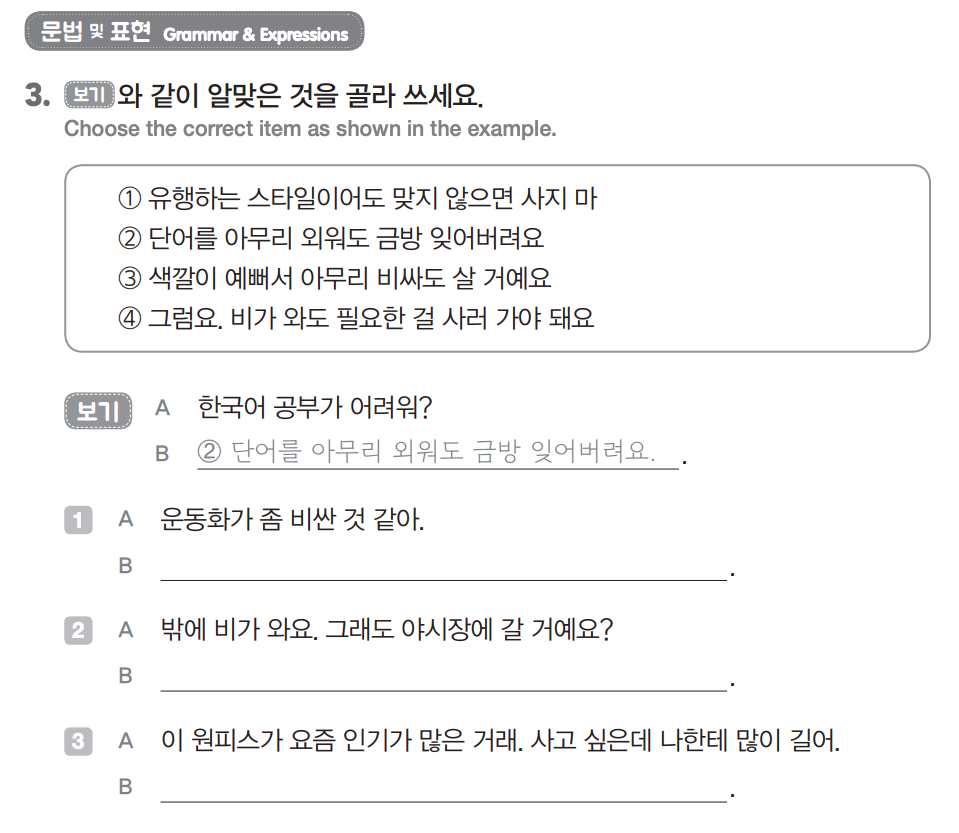 문법 및 표현 Grammar & Expressions
3. 보기와 같이 알맞은 것을 골라 쓰세요.
Choose the correct item as shown in the example.
① 유행하는 스타일이어도 맞지 않으면 사지 마
② 단어를 아무리 외워도 금방 잊어버려요
③ 색깔이 예뻐서 아무리 비싸도 살 거예요
④ 그럼요. 비가 와도 필요한 걸 사러 가야 돼요
보기 A 한국어 공부가 어려워?
B ② 단어를 아무리 외워도 금방 잊어버려요. .
1 A 운동화가 좀 비싼 것 같아.
B .
2 A 밖에 비가 와요. 그래도 야시장에 갈 거예요?
B .
3 A 이 원피스가 요즘 인기가 많은 거래. 사고 싶은데 나한테 많이 길어.
B .